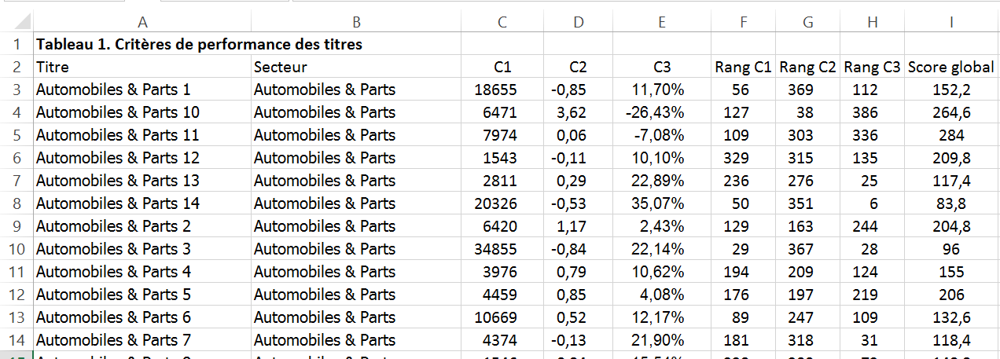 A B C D E F G H I
1 Tableau 1. Critères de performance des titres
2 Titre Secteur C1 C2 C3 Rang C1 Rang C2 Rang C3 Score global
3 Automobiles & Parts 1 Automobiles & Parts 18655 -0,85 11,70% 56 369 112 152,2
4 Automobiles & Parts 10 Automobiles & Parts 6471 3,62 -26,43% 127 38 386 264,6
5 Automobiles & Parts 11 Automobiles & Parts 7974 0,06 -7,08% 109 303 336 284
6 Automobiles & Parts 12 Automobiles & Parts 1543 -0,11 10,10% 329 315 135 209,8
7 Automobiles & Parts 13 Automobiles & Parts 2811 0,29 22,89% 236 276 25 117,4
8 Automobiles & Parts 14 Automobiles & Parts 20326 -0,53 35,07% 50 351 6 83,8
9 Automobiles & Parts 2 Automobiles & Parts 6420 1,17 2,43% 129 163 244 204,8
10 Automobiles & Parts 3 Automobiles & Parts 34855 -0,84 22,14% 29 367 28 96
11 Automobiles & Parts 4 Automobiles & Parts 3976 0,79 10,62% 194 209 124 155
12 Automobiles & Parts 5 Automobiles & Parts 4459 0,85 4,08% 176 197 219 206
13 Automobiles & Parts 6 Automobiles & Parts 10669 0,52 12,17% 89 247 109 132,6
14 Automobiles & Parts 7 Automobiles & Parts 4374 -0,13 21,90% 181 318 31 118,4